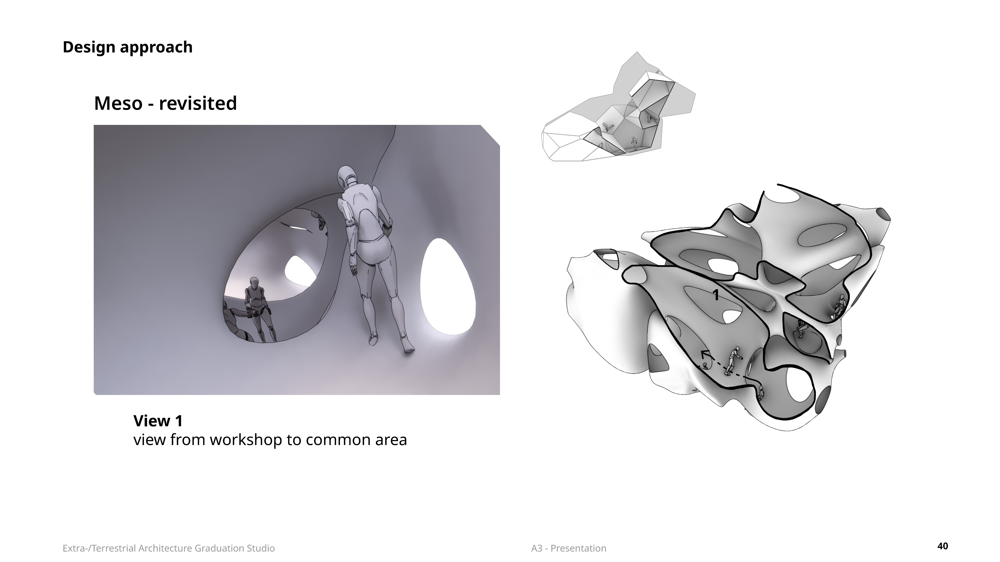 Design approach
Meso - revisited
1
View 1
view from workshop to common area
Extra-/Terrestrial Architecture Graduation Studio
A3 - Presentation
40